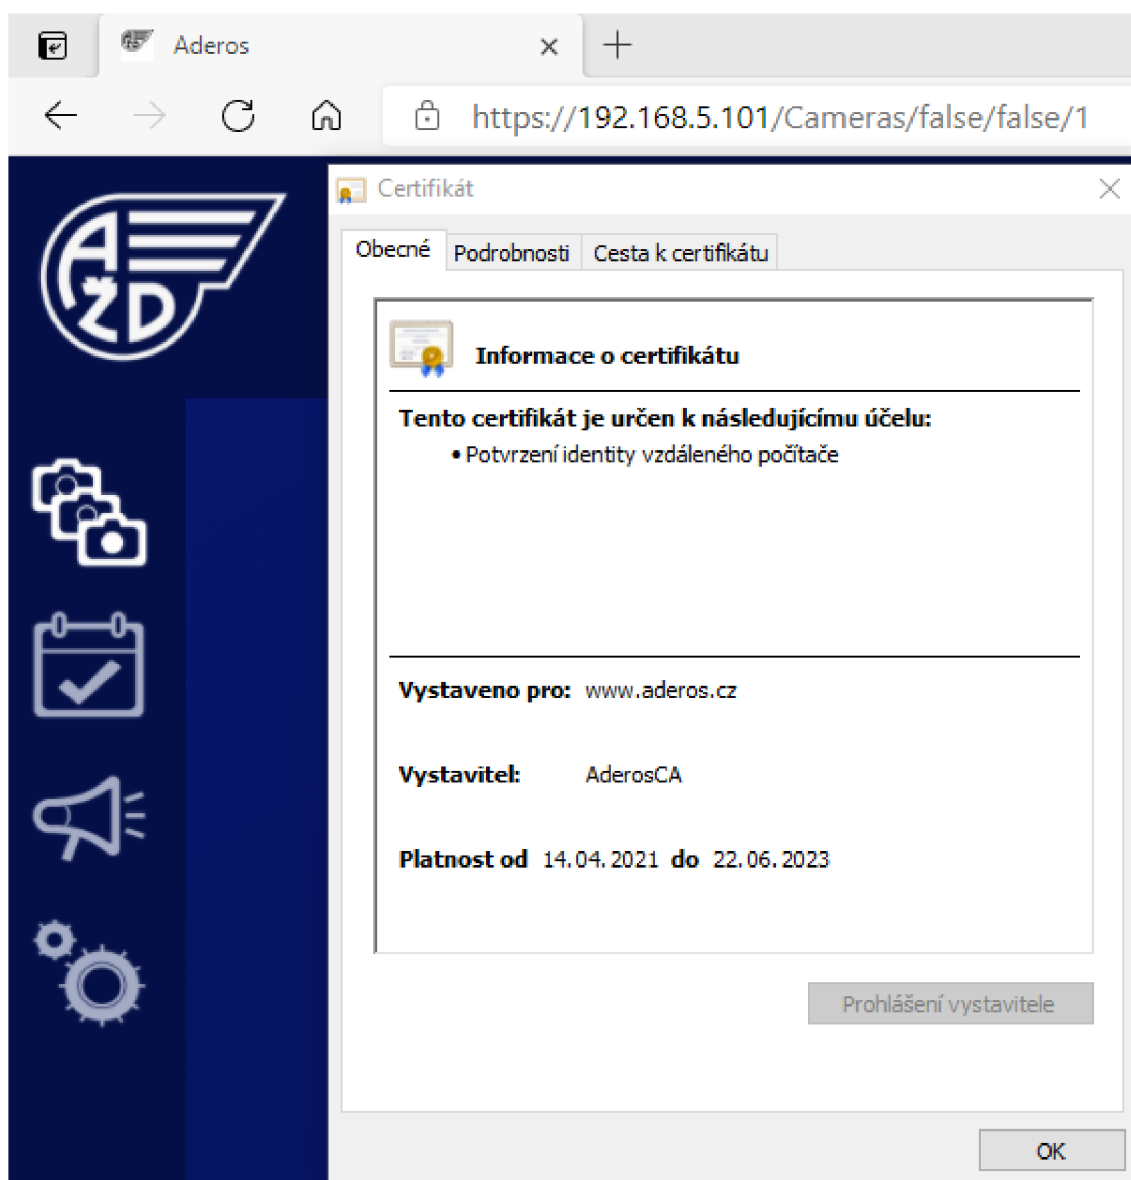 Aderos
https://192.168.5.101/Cameras/false/false/1
AŽD
Certifikát
Obecné Podrobnosti Cesta k certifikátu
Informace o certifikátu
Tento certifikát je určen k následujícímu účelu:
• Potvrzení identity vzdáleného počítače
Vystaveno pro: www.aderos.cz
Vystavitel: AderosCA
Platnost od 14.04.2021 do 22.06.2023
Prohlášení vystavitele
OK